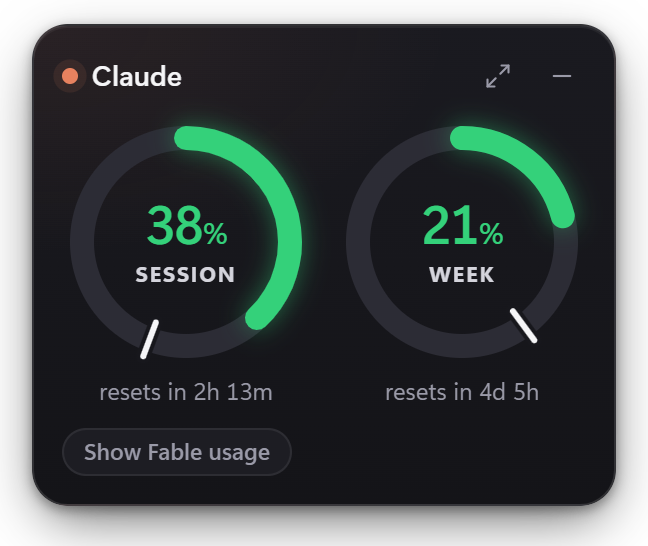 Claude
38%
SESSION
resets in 2h 13m
21%
WEEK
resets in 4d 5h
Show Fable usage